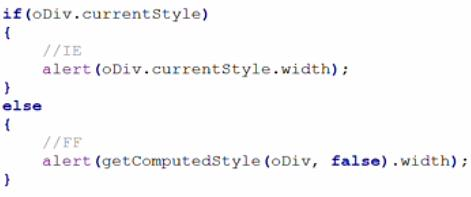 if(oDiv.currentStyle)
{
    //IE
    alert(oDiv.currentStyle.width);
}
else
{
    //FF
    alert(getComputedStyle(oDiv, false).width);
}